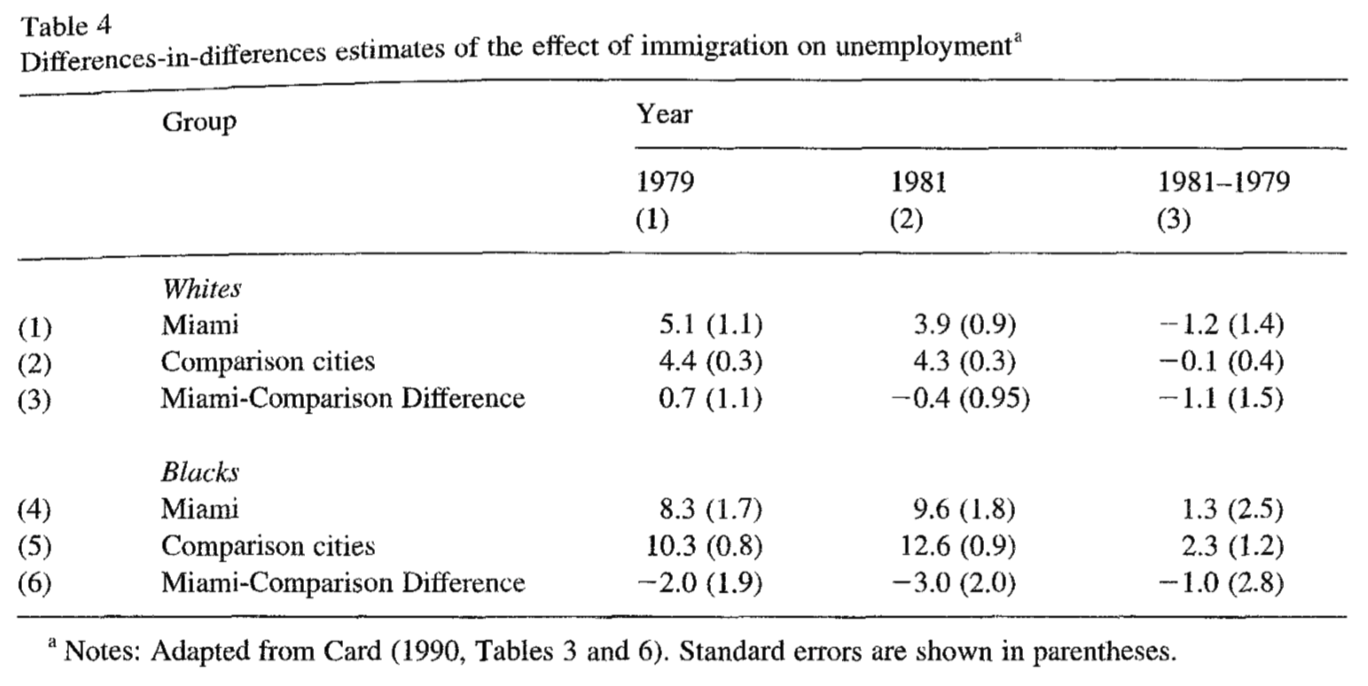 Table 4
Differences-in-differences estimates of the effect of immigration on unemploymentᵃ
Group Year
1979 1981 1981–1979
(1) (2) (3)
Whites
(1) Miami 5.1 (1.1) 3.9 (0.9) −1.2 (1.4)
(2) Comparison cities 4.4 (0.3) 4.3 (0.3) −0.1 (0.4)
(3) Miami-Comparison Difference 0.7 (1.1) −0.4 (0.95) −1.1 (1.5)
Blacks
(4) Miami 8.3 (1.7) 9.6 (1.8) 1.3 (2.5)
(5) Comparison cities 10.3 (0.8) 12.6 (0.9) 2.3 (1.2)
(6) Miami-Comparison Difference −2.0 (1.9) −3.0 (2.0) −1.0 (2.8)
ᵃ Notes: Adapted from Card (1990, Tables 3 and 6). Standard errors are shown in parentheses.